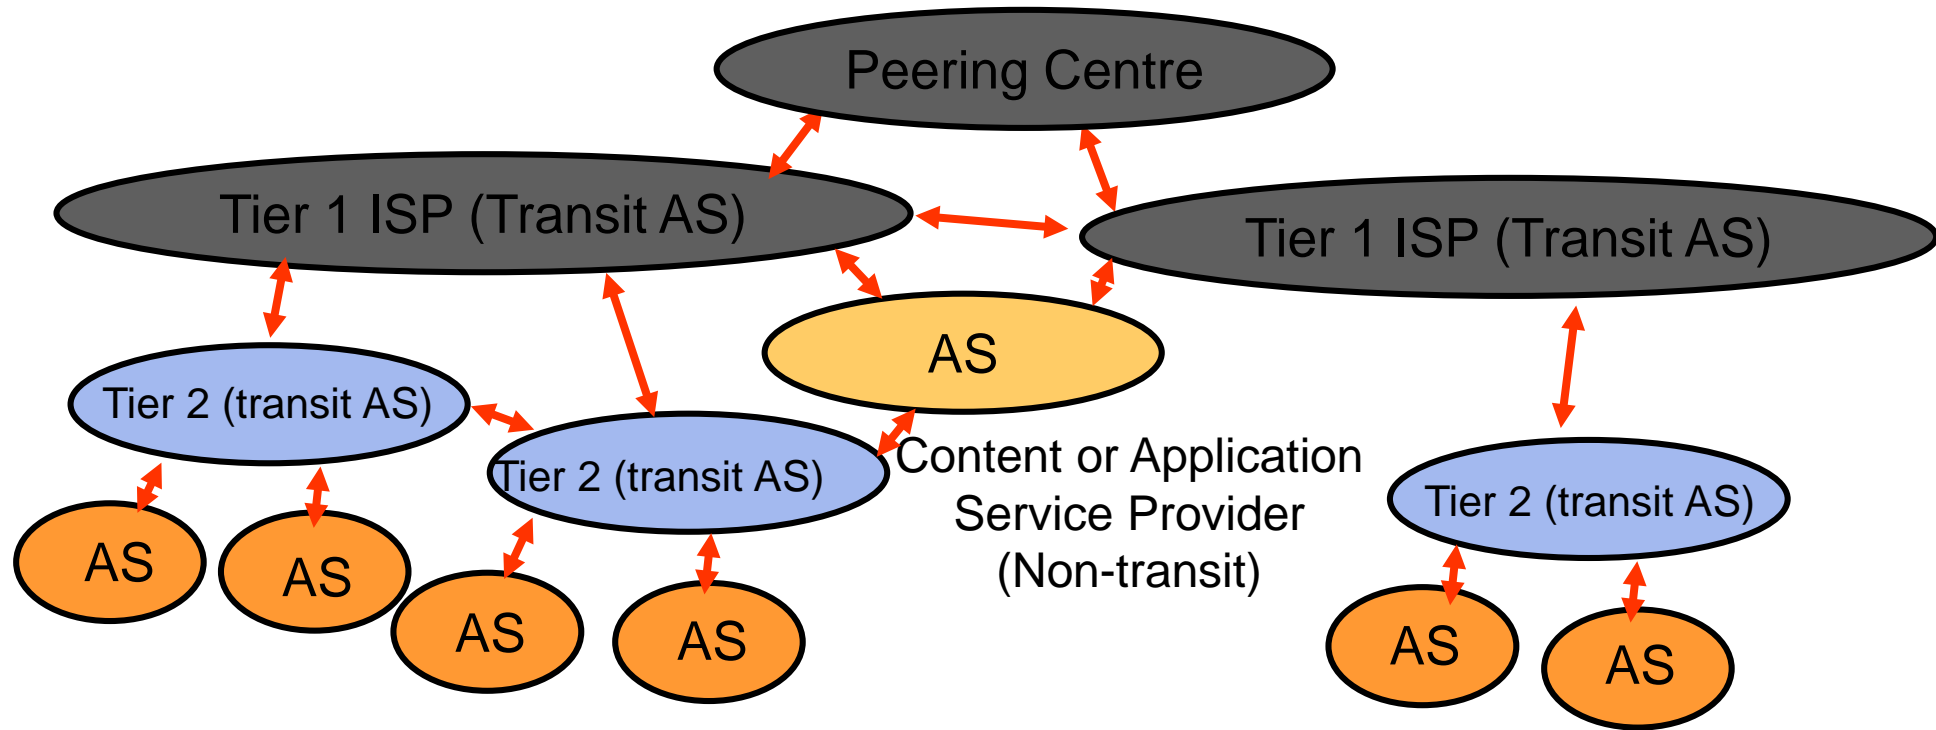 Peering Centre
Tier 1 ISP (Transit AS)
Tier 1 ISP (Transit AS)
AS
Tier 2 (transit AS)
Tier 2 (transit AS)
Content or Application
Service Provider
(Non-transit)
Tier 2 (transit AS)
AS
AS
AS
AS
AS
AS